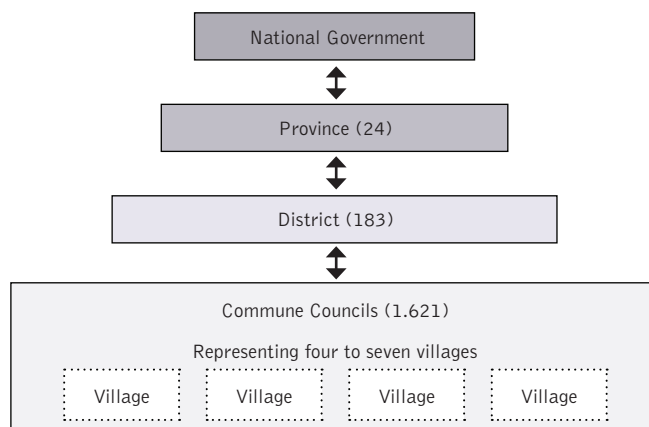 National Government
Province (24)
District (183)
Commune Councils (1.621)
Representing four to seven villages
Village Village Village Village